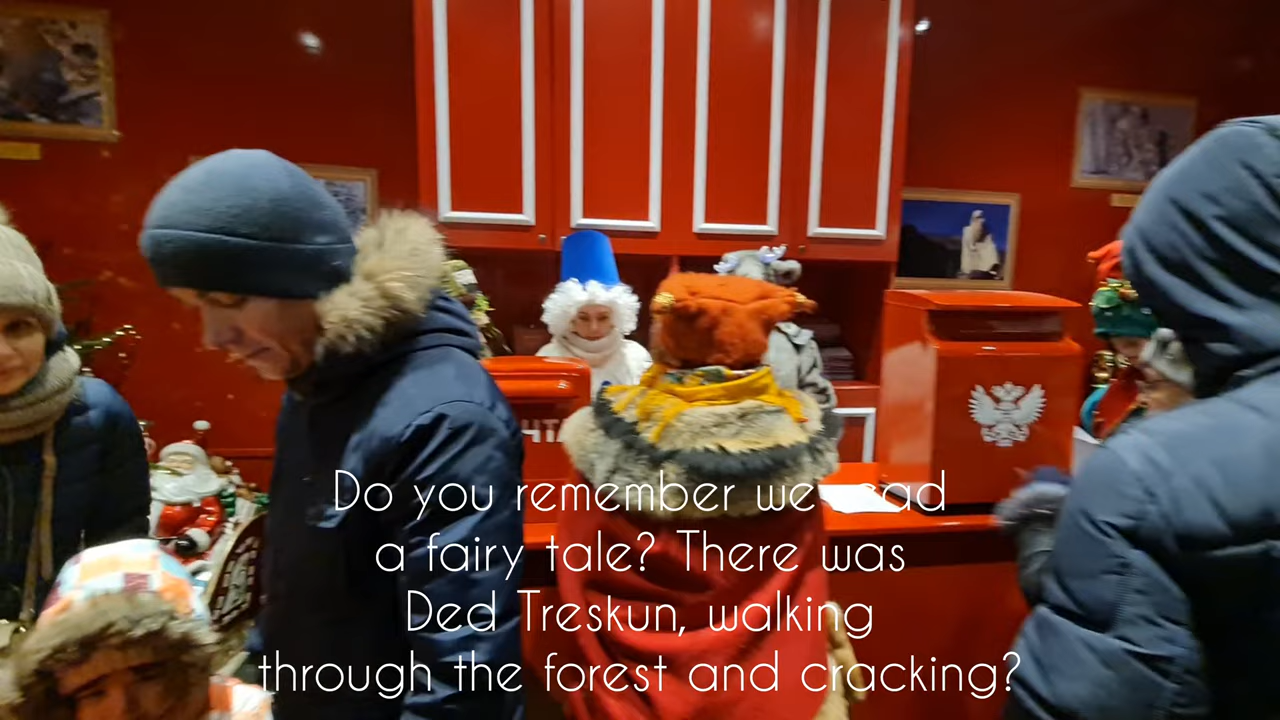 Do you remember we read
a fairy tale? There was
Ded Treskun, walking
through the forest and cracking?